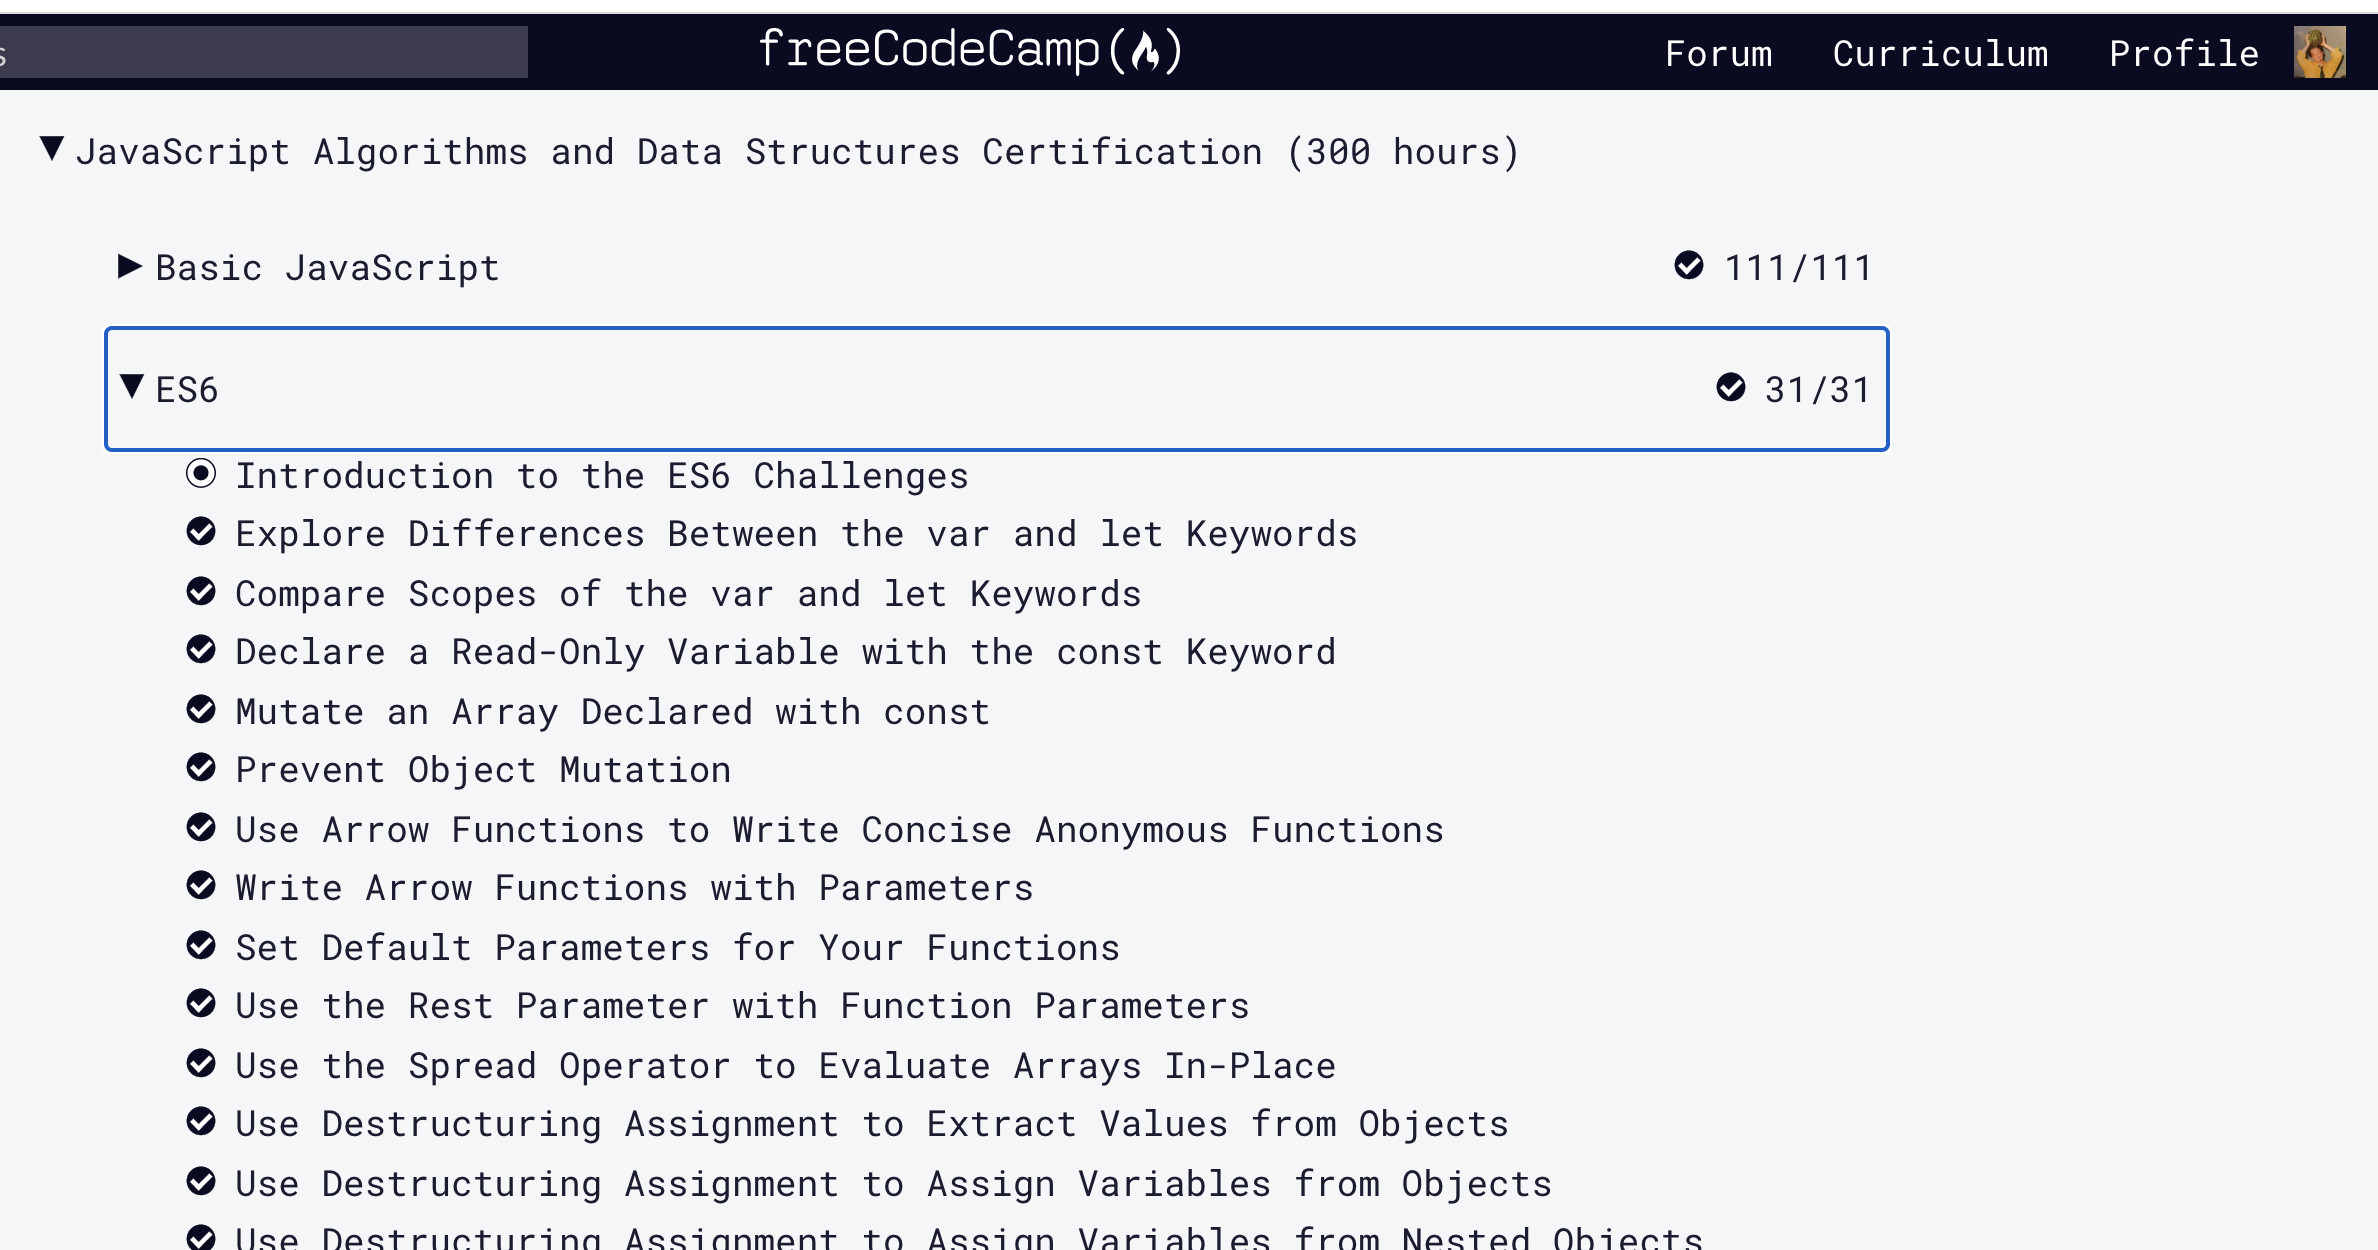 s
freeCodeCamp
Forum Curriculum Profile
JavaScript Algorithms and Data Structures Certification (300 hours)
Basic JavaScript 111/111
ES6 31/31
Introduction to the ES6 Challenges
Explore Differences Between the var and let Keywords
Compare Scopes of the var and let Keywords
Declare a Read-Only Variable with the const Keyword
Mutate an Array Declared with const
Prevent Object Mutation
Use Arrow Functions to Write Concise Anonymous Functions
Write Arrow Functions with Parameters
Set Default Parameters for Your Functions
Use the Rest Parameter with Function Parameters
Use the Spread Operator to Evaluate Arrays In-Place
Use Destructuring Assignment to Extract Values from Objects
Use Destructuring Assignment to Assign Variables from Objects
Use Destructuring Assignment to Assign Variables from Nested Objects